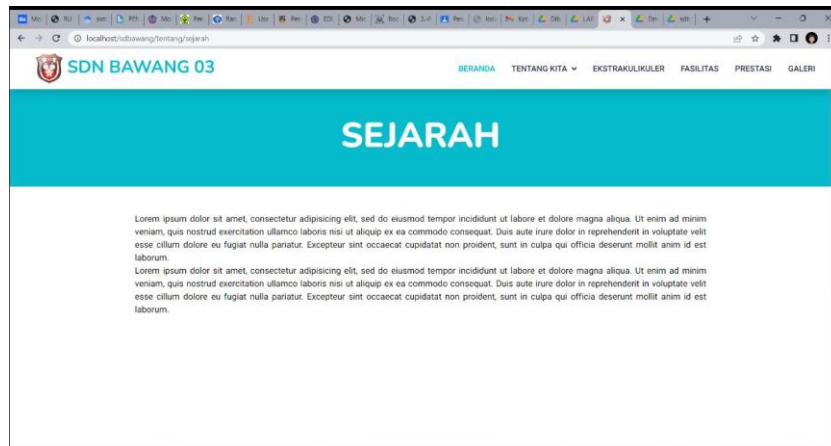 localhost/sdbawang/tentang/sejarah
SDN BAWANG 03
BERANDA TENTANG KITA EKSTRAKULIKULER FASILITAS PRESTASI GALERI
SEJARAH
Lorem ipsum dolor sit amet, consectetur adipisicing elit, sed do eiusmod tempor incididunt ut labore et dolore magna aliqua. Ut enim ad minim
veniam, quis nostrud exercitation ullamco laboris nisi ut aliquip ex ea commodo consequat. Duis aute irure dolor in reprehenderit in voluptate velit
esse cillum dolore eu fugiat nulla pariatur. Excepteur sint occaecat cupidatat non proident, sunt in culpa qui officia deserunt mollit anim id est
laborum.
Lorem ipsum dolor sit amet, consectetur adipisicing elit, sed do eiusmod tempor incididunt ut labore et dolore magna aliqua. Ut enim ad minim
veniam, quis nostrud exercitation ullamco laboris nisi ut aliquip ex ea commodo consequat. Duis aute irure dolor in reprehenderit in voluptate velit
esse cillum dolore eu fugiat nulla pariatur. Excepteur sint occaecat cupidatat non proident, sunt in culpa qui officia deserunt mollit anim id est
laborum.